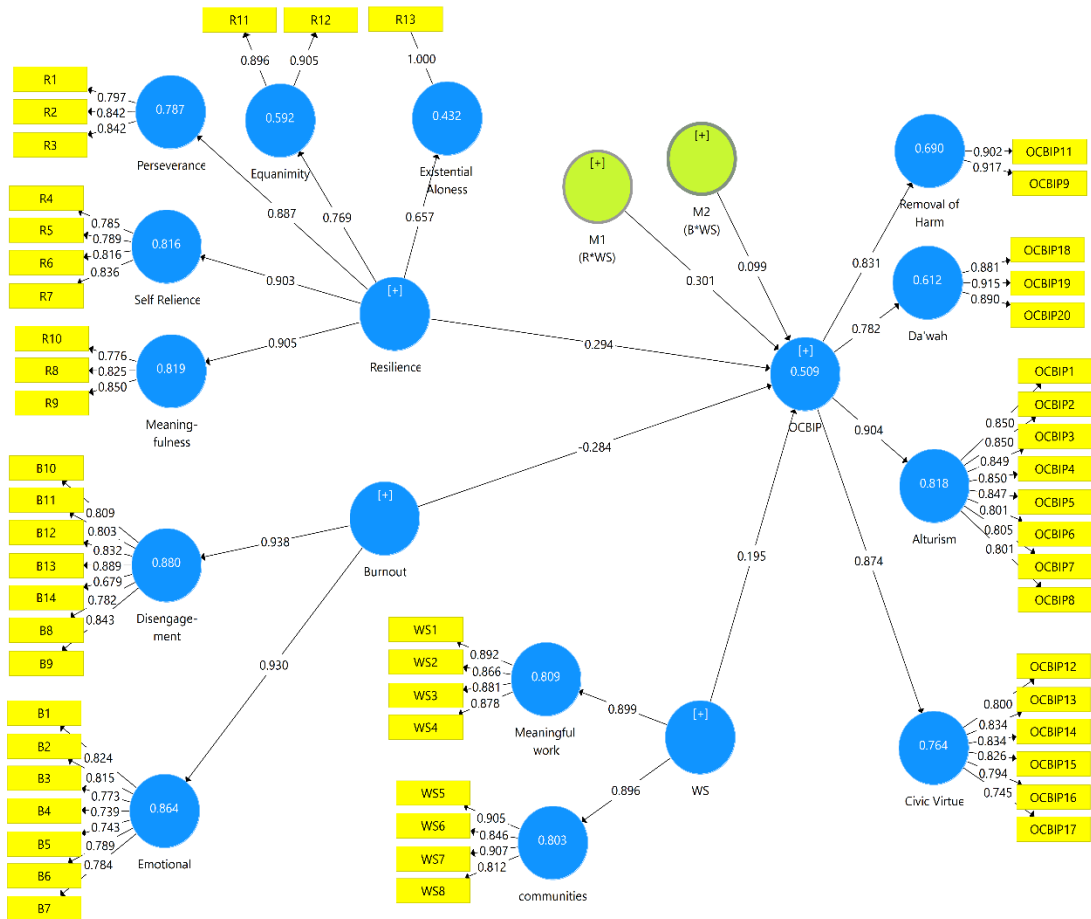 R11
R12
R13
0.896
0.905
1.000
R1
R2
R3
0.797
0.842
0.842
0.787
Perseverance
0.592
Equanimity
0.432
Existential
Aloness
0.887
0.769
0.657
R4
R5
R6
R7
0.785
0.789
0.816
0.836
0.816
Self Relience
0.903
R10
R8
R9
0.776
0.825
0.850
0.819
Meaning-
fulness
0.905
[+]
Resilience
0.294
[+]
M1
(R*WS)
0.301
[+]
M2
(B*WS)
0.099
[+]
0.509
OCBIP
0.831
0.690
Removal of
Harm
0.902
0.917
OCBIP11
OCBIP9
0.782
0.612
Da'wah
0.881
0.915
0.890
OCBIP18
OCBIP19
OCBIP20
0.904
0.818
Alturism
0.850
0.850
0.849
0.850
0.847
0.801
0.805
0.801
OCBIP1
OCBIP2
OCBIP3
OCBIP4
OCBIP5
OCBIP6
OCBIP7
OCBIP8
0.874
0.764
Civic Virtue
0.800
0.834
0.834
0.826
0.794
0.745
OCBIP12
OCBIP13
OCBIP14
OCBIP15
OCBIP16
OCBIP17
B10
B11
B12
B13
B14
B8
B9
0.809
0.803
0.832
0.889
0.679
0.782
0.843
0.880
Disengage-
ment
0.938
[+]
Burnout
-0.284
0.930
B1
B2
B3
B4
B5
B6
B7
0.824
0.815
0.773
0.739
0.743
0.789
0.784
0.864
Emotional
WS1
WS2
WS3
WS4
0.892
0.866
0.881
0.878
0.809
Meaningful
work
0.899
[+]
WS
0.195
0.896
WS5
WS6
WS7
WS8
0.905
0.846
0.907
0.812
0.803
communities